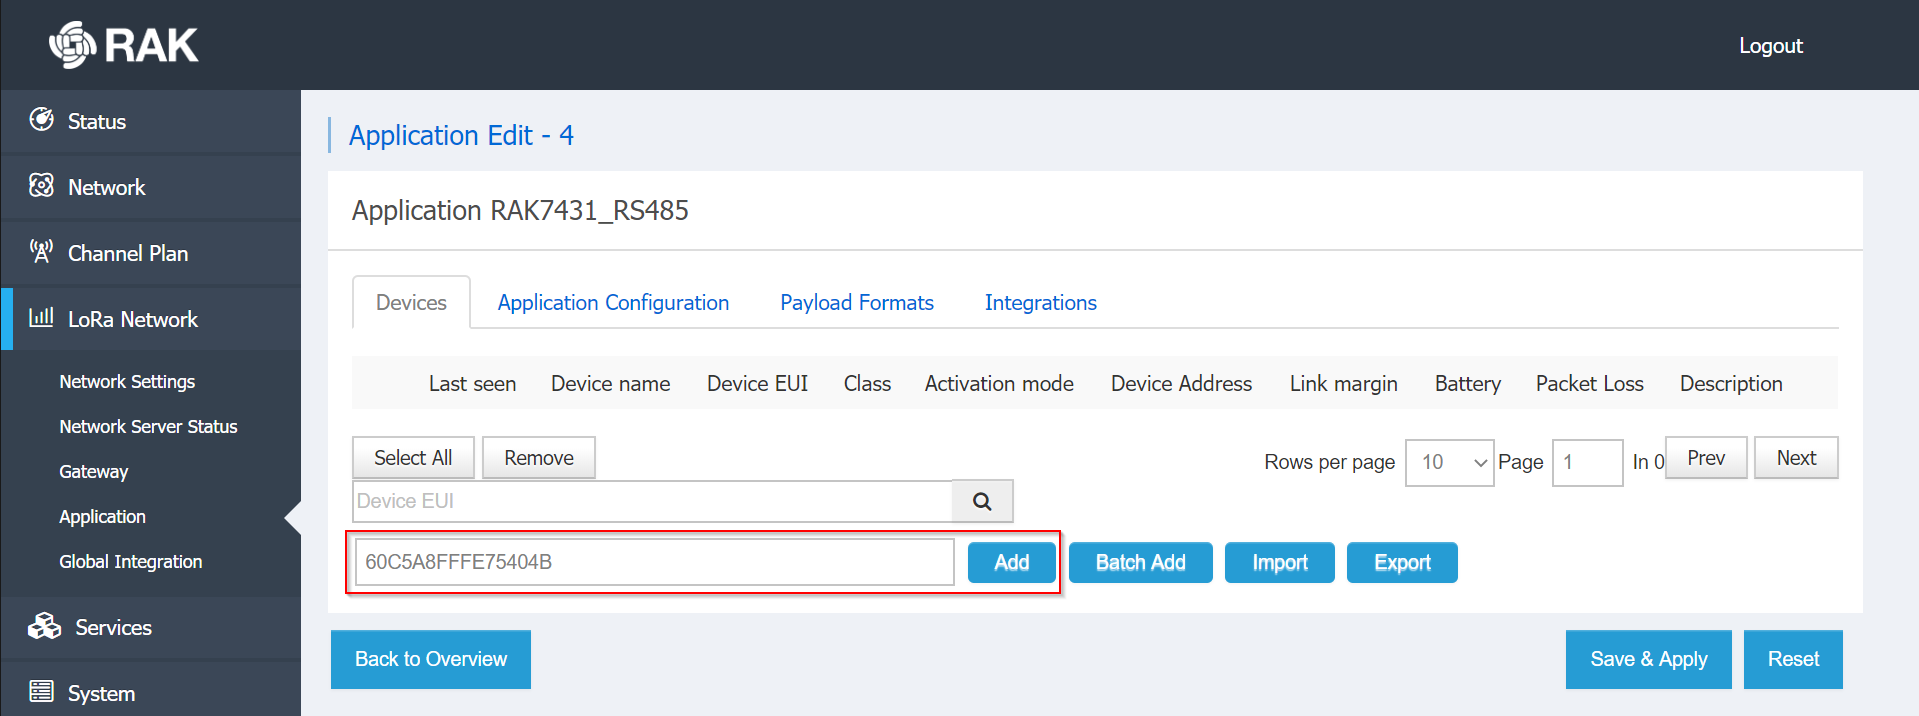 RAK
Logout
Status
Network
Channel Plan
LoRa Network
Network Settings
Network Server Status
Gateway
Application
Global Integration
Services
System
Application Edit - 4
Application RAK7431_RS485
Devices Application Configuration Payload Formats Integrations
Last seen Device name Device EUI Class Activation mode Device Address Link margin Battery Packet Loss Description
Select All Remove Rows per page 10 Page 1 In 0 Prev Next
Device EUI
60C5A8FFFE75404B Add Batch Add Import Export
Back to Overview Save & Apply Reset